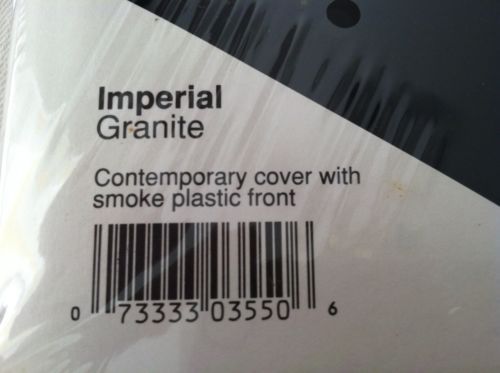 Imperial
Granite
Contemporary cover with
smoke plastic front
0 73333 03550 6